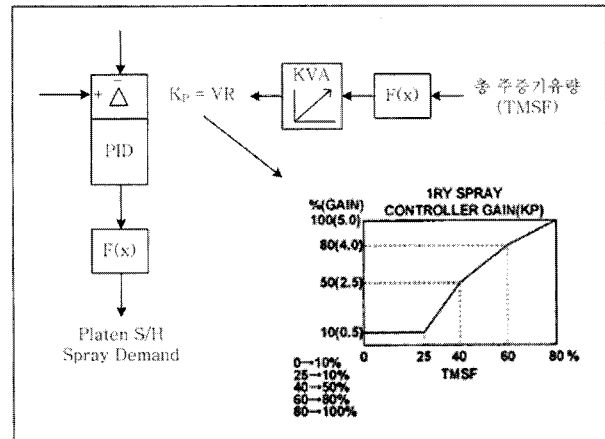 + Δ -
PID
F(x)
Platen S/H
Spray Demand
K_P = VR
KVA
F(x)
총 주증기유량
(TMSF)
1RY SPRAY
CONTROLLER GAIN(KP)
%(GAIN)
100(5.0)
80(4.0)
50(2.5)
10(0.5)
0 25 40 60 80 %
TMSF
0→10%
25→10%
40→50%
60→80%
80→100%